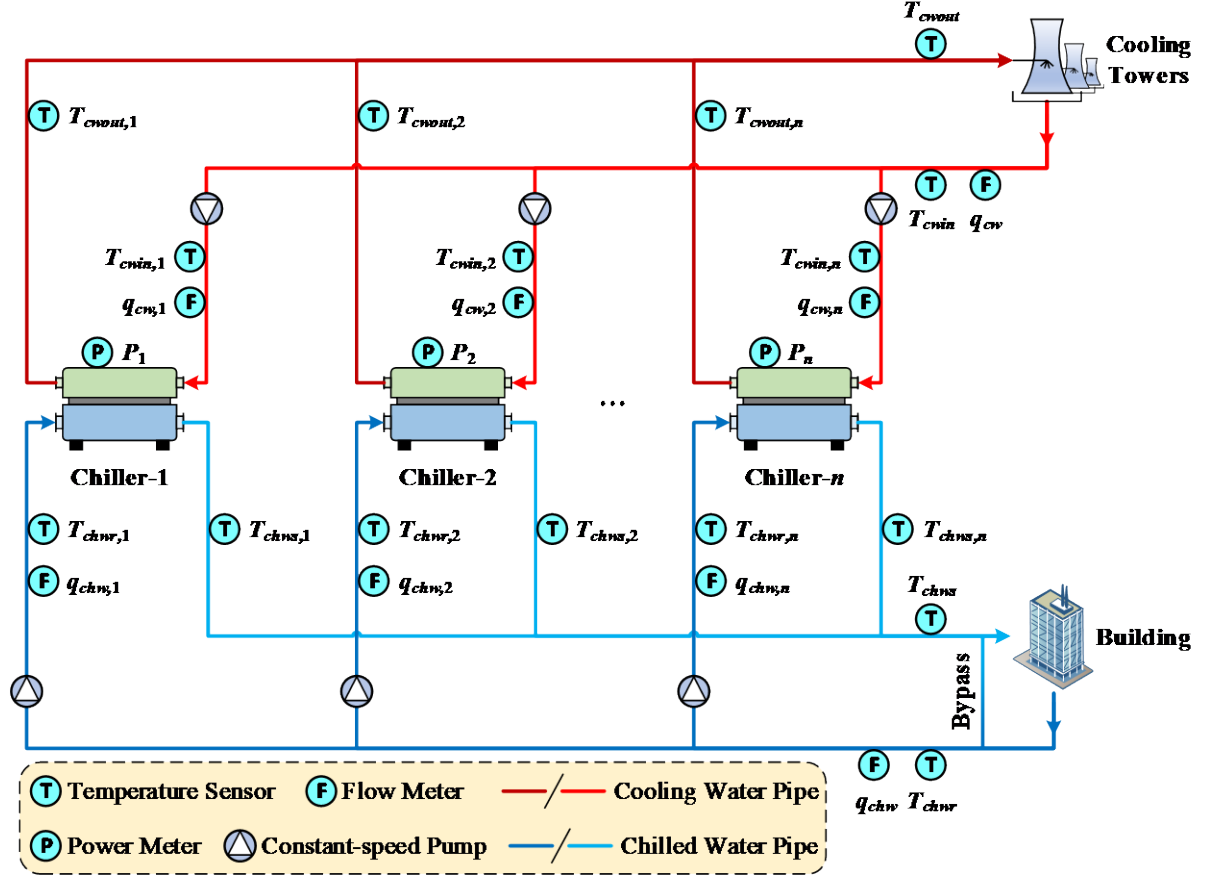 T_cwout
Cooling
Towers
T T_cwout,1
T T_cwout,2
T T_cwout,n
T
T F
T_cwin q_cw
T_cwin,1 T
T_cwin,2 T
T_cwin,n T
q_cw,1 F
q_cw,2 F
q_cw,n F
P P_1
P P_2
P P_n
...
Chiller-1
Chiller-2
Chiller-n
T T_chwr,1
T T_chws,1
T T_chwr,2
T T_chws,2
T T_chwr,n
T T_chws,n
F q_chw,1
F q_chw,2
F q_chw,n
T_chws
T
Building
Bypass
F T
q_chw T_chwr
T Temperature Sensor
F Flow Meter
Cooling Water Pipe
P Power Meter
Constant-speed Pump
Chilled Water Pipe